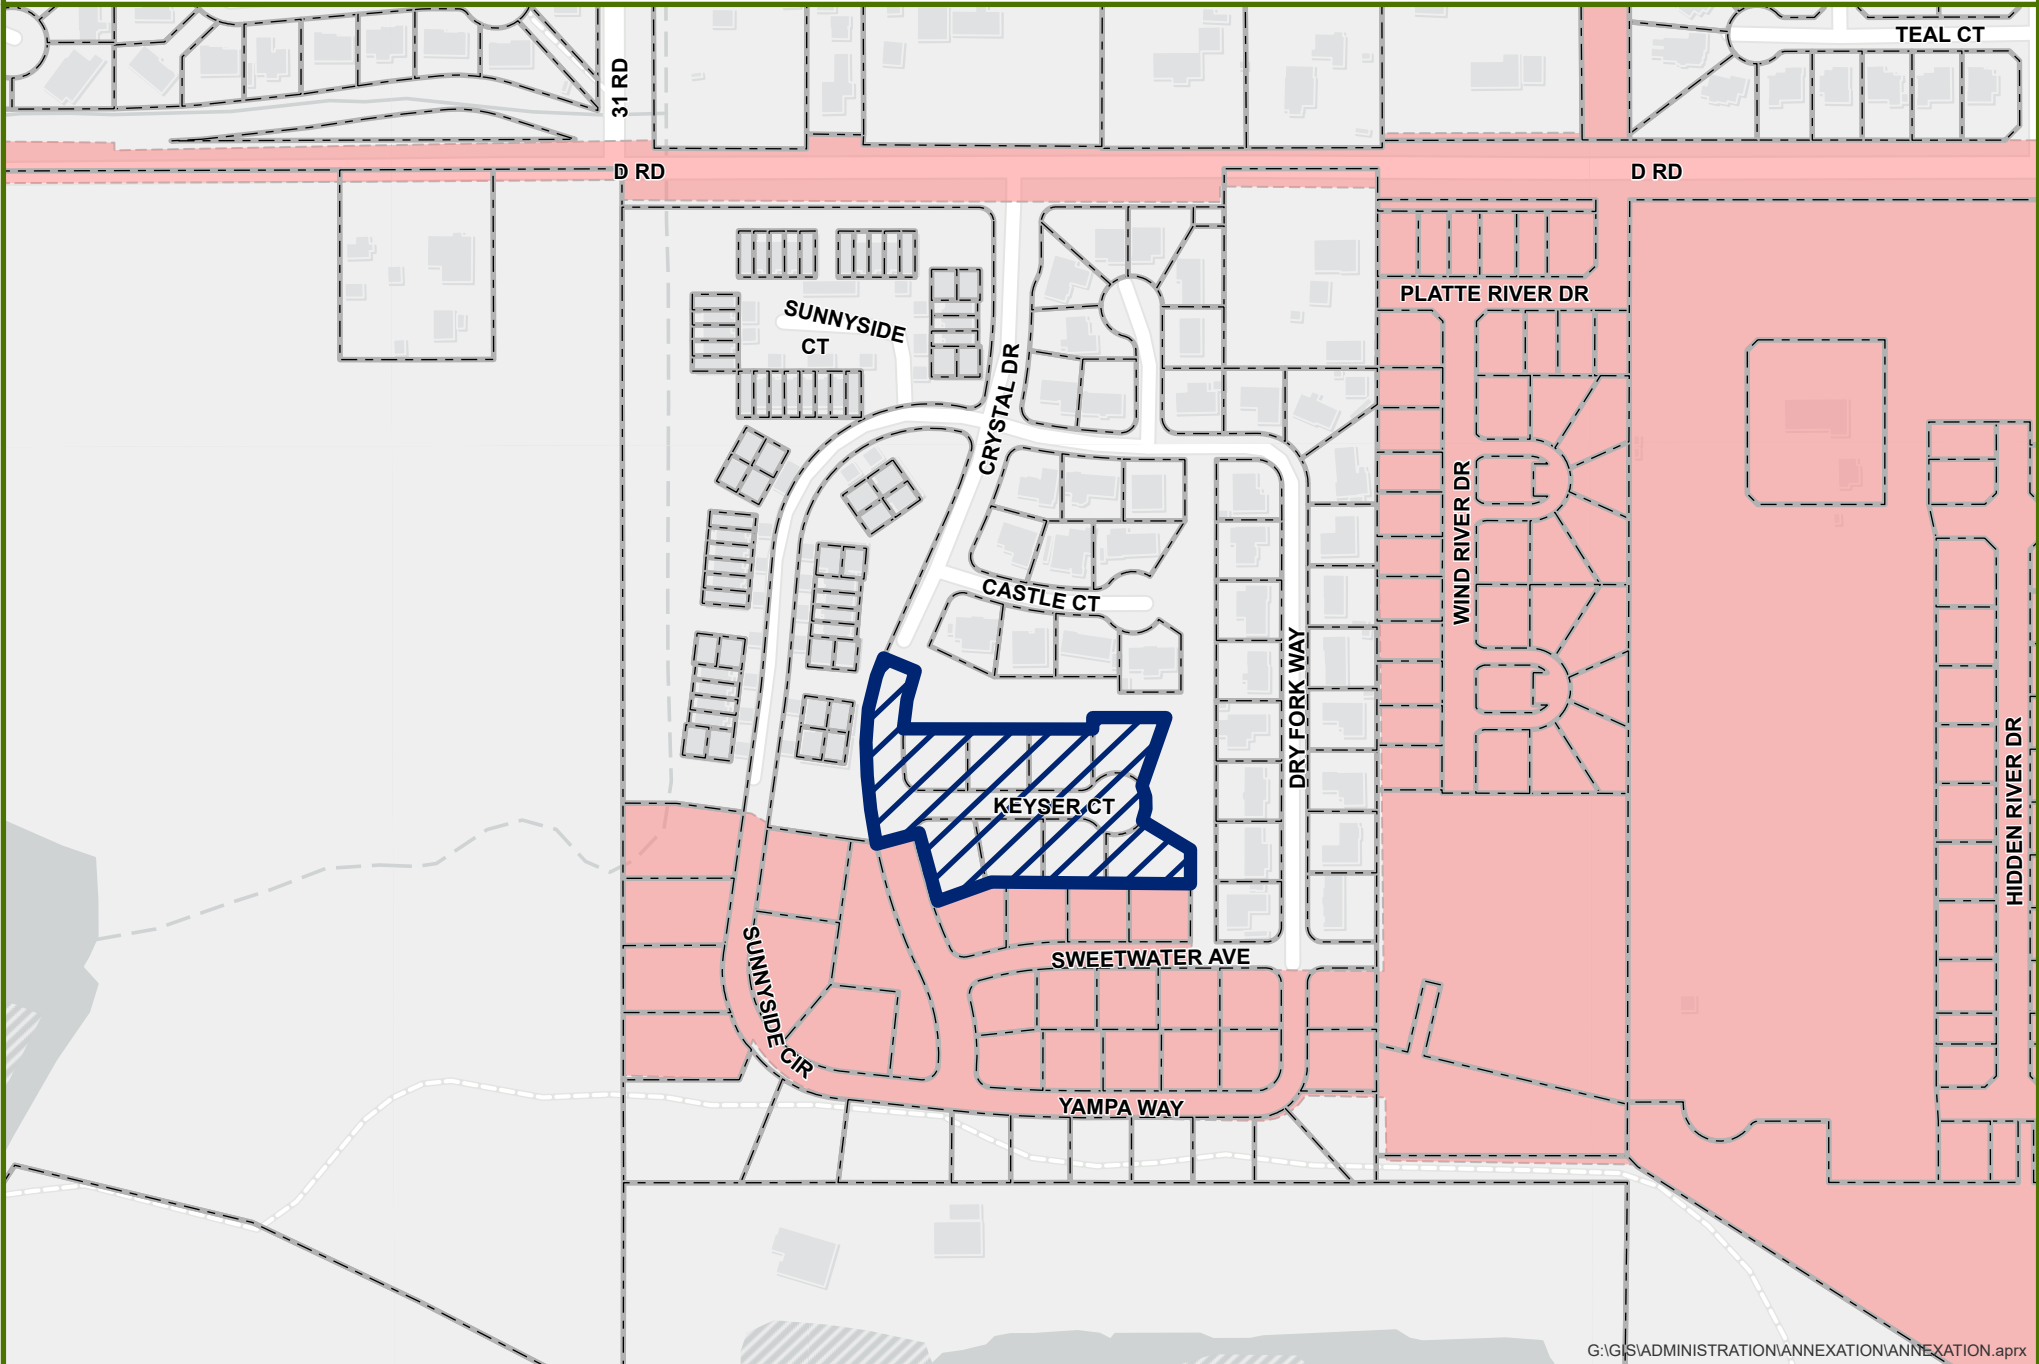 TEAL CT
31 RD
D RD
D RD
PLATTE RIVER DR
SUNNYSIDE
CT
CRYSTAL DR
WIND RIVER DR
CASTLE CT
DRY FORK WAY
HIDDEN RIVER DR
KEYSER CT
SWEETWATER AVE
SUNNYSIDE CIR
YAMPA WAY
G:\GIS\ADMINISTRATION\ANNEXATION\ANNEXATION.aprx